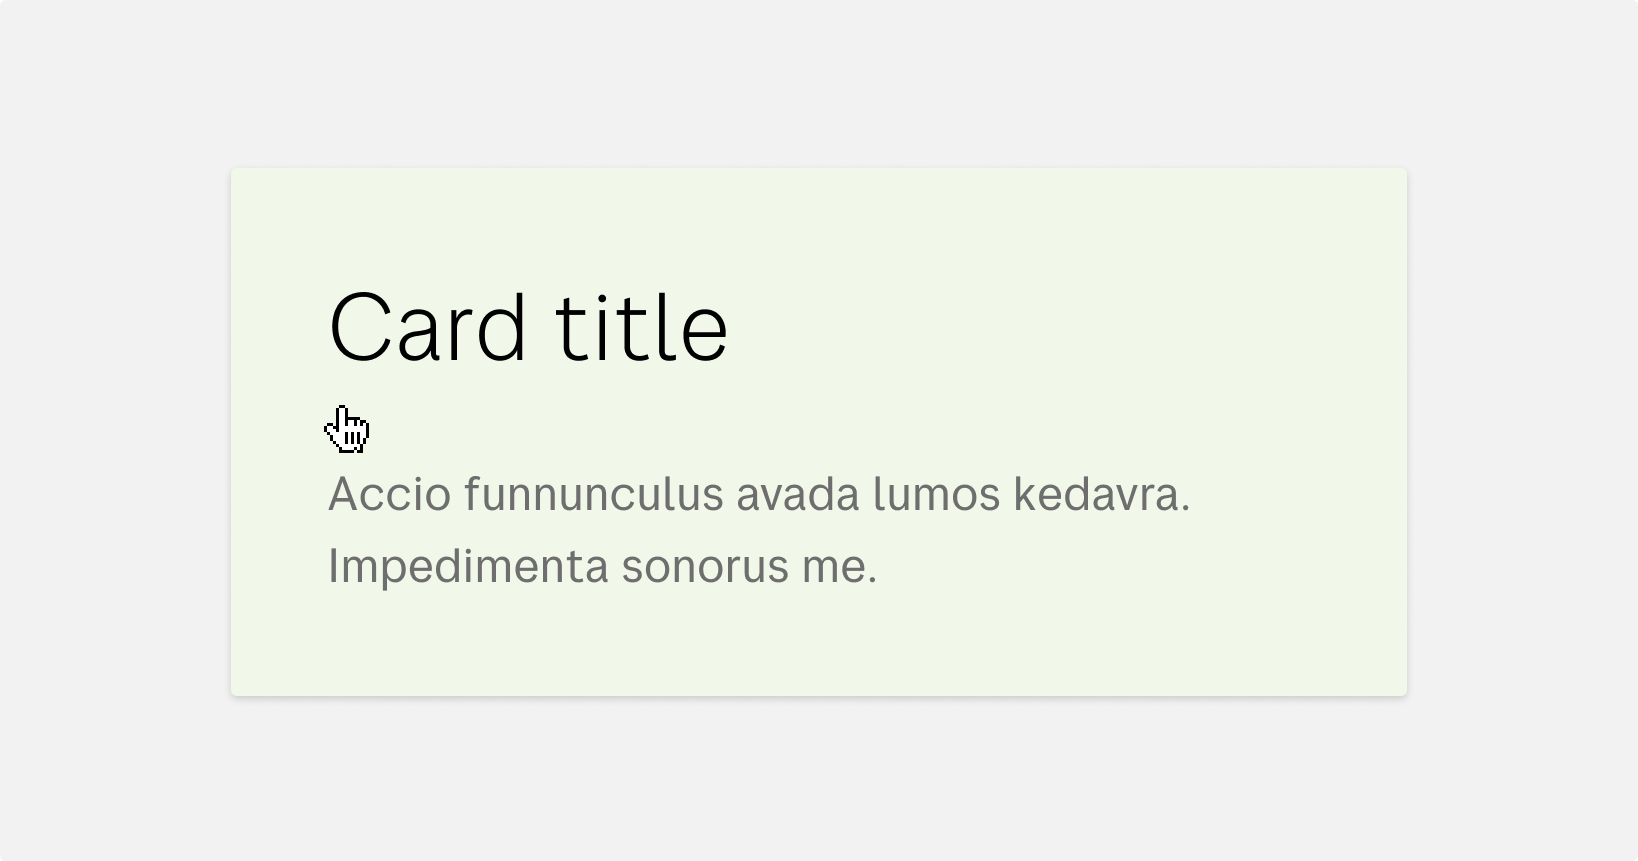 Card title
Accio funnunculus avada lumos kedavra.
Impedimenta sonorus me.